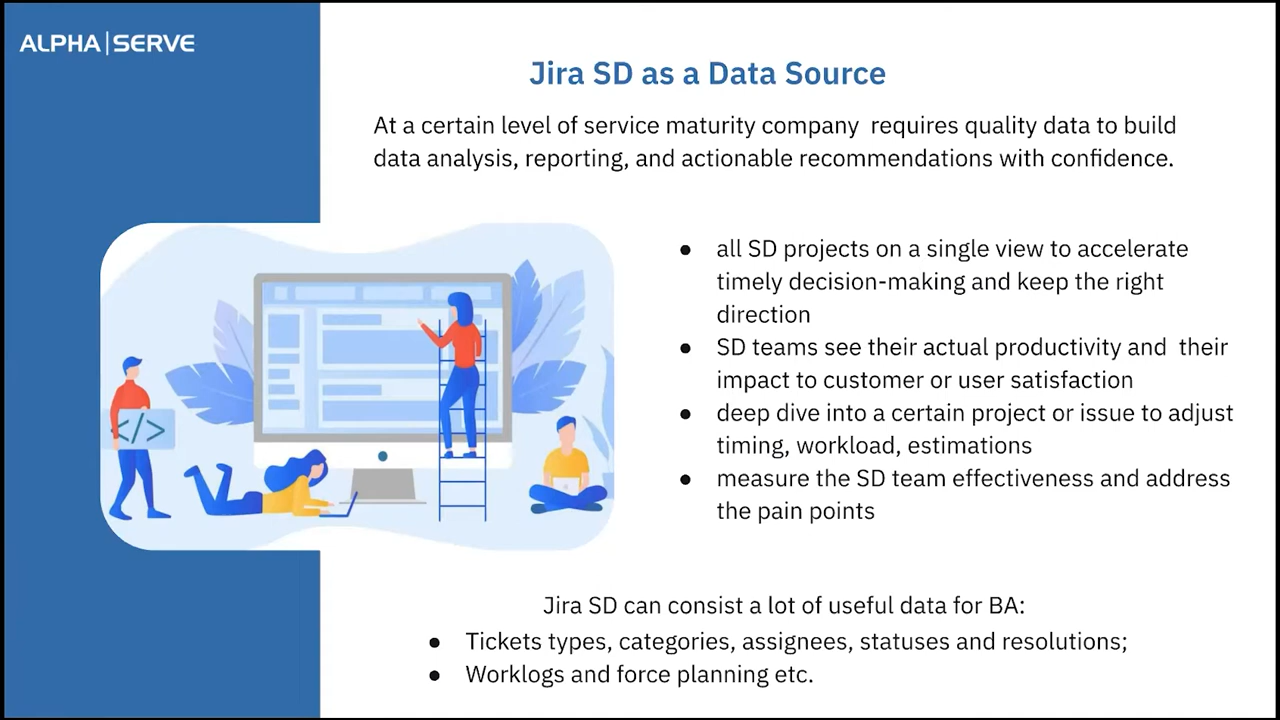 ALPHA|SERVE
Jira SD as a Data Source
At a certain level of service maturity company  requires quality data to build
data analysis, reporting, and actionable recommendations with confidence.
● all SD projects on a single view to accelerate
timely decision-making and keep the right
direction
● SD teams see their actual productivity and  their
impact to customer or user satisfaction
● deep dive into a certain project or issue to adjust
timing, workload, estimations
● measure the SD team effectiveness and address
the pain points
</>
Jira SD can consist a lot of useful data for BA:
● Tickets types, categories, assignees, statuses and resolutions;
● Worklogs and force planning etc.